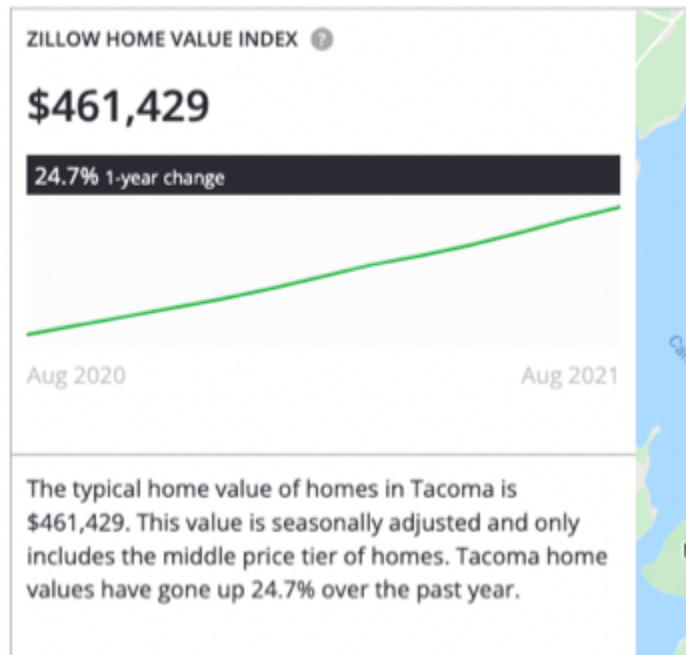 ZILLOW HOME VALUE INDEX ?
$461,429
24.7% 1-year change
Aug 2020 Aug 2021
The typical home value of homes in Tacoma is
$461,429. This value is seasonally adjusted and only
includes the middle price tier of homes. Tacoma home
values have gone up 24.7% over the past year.